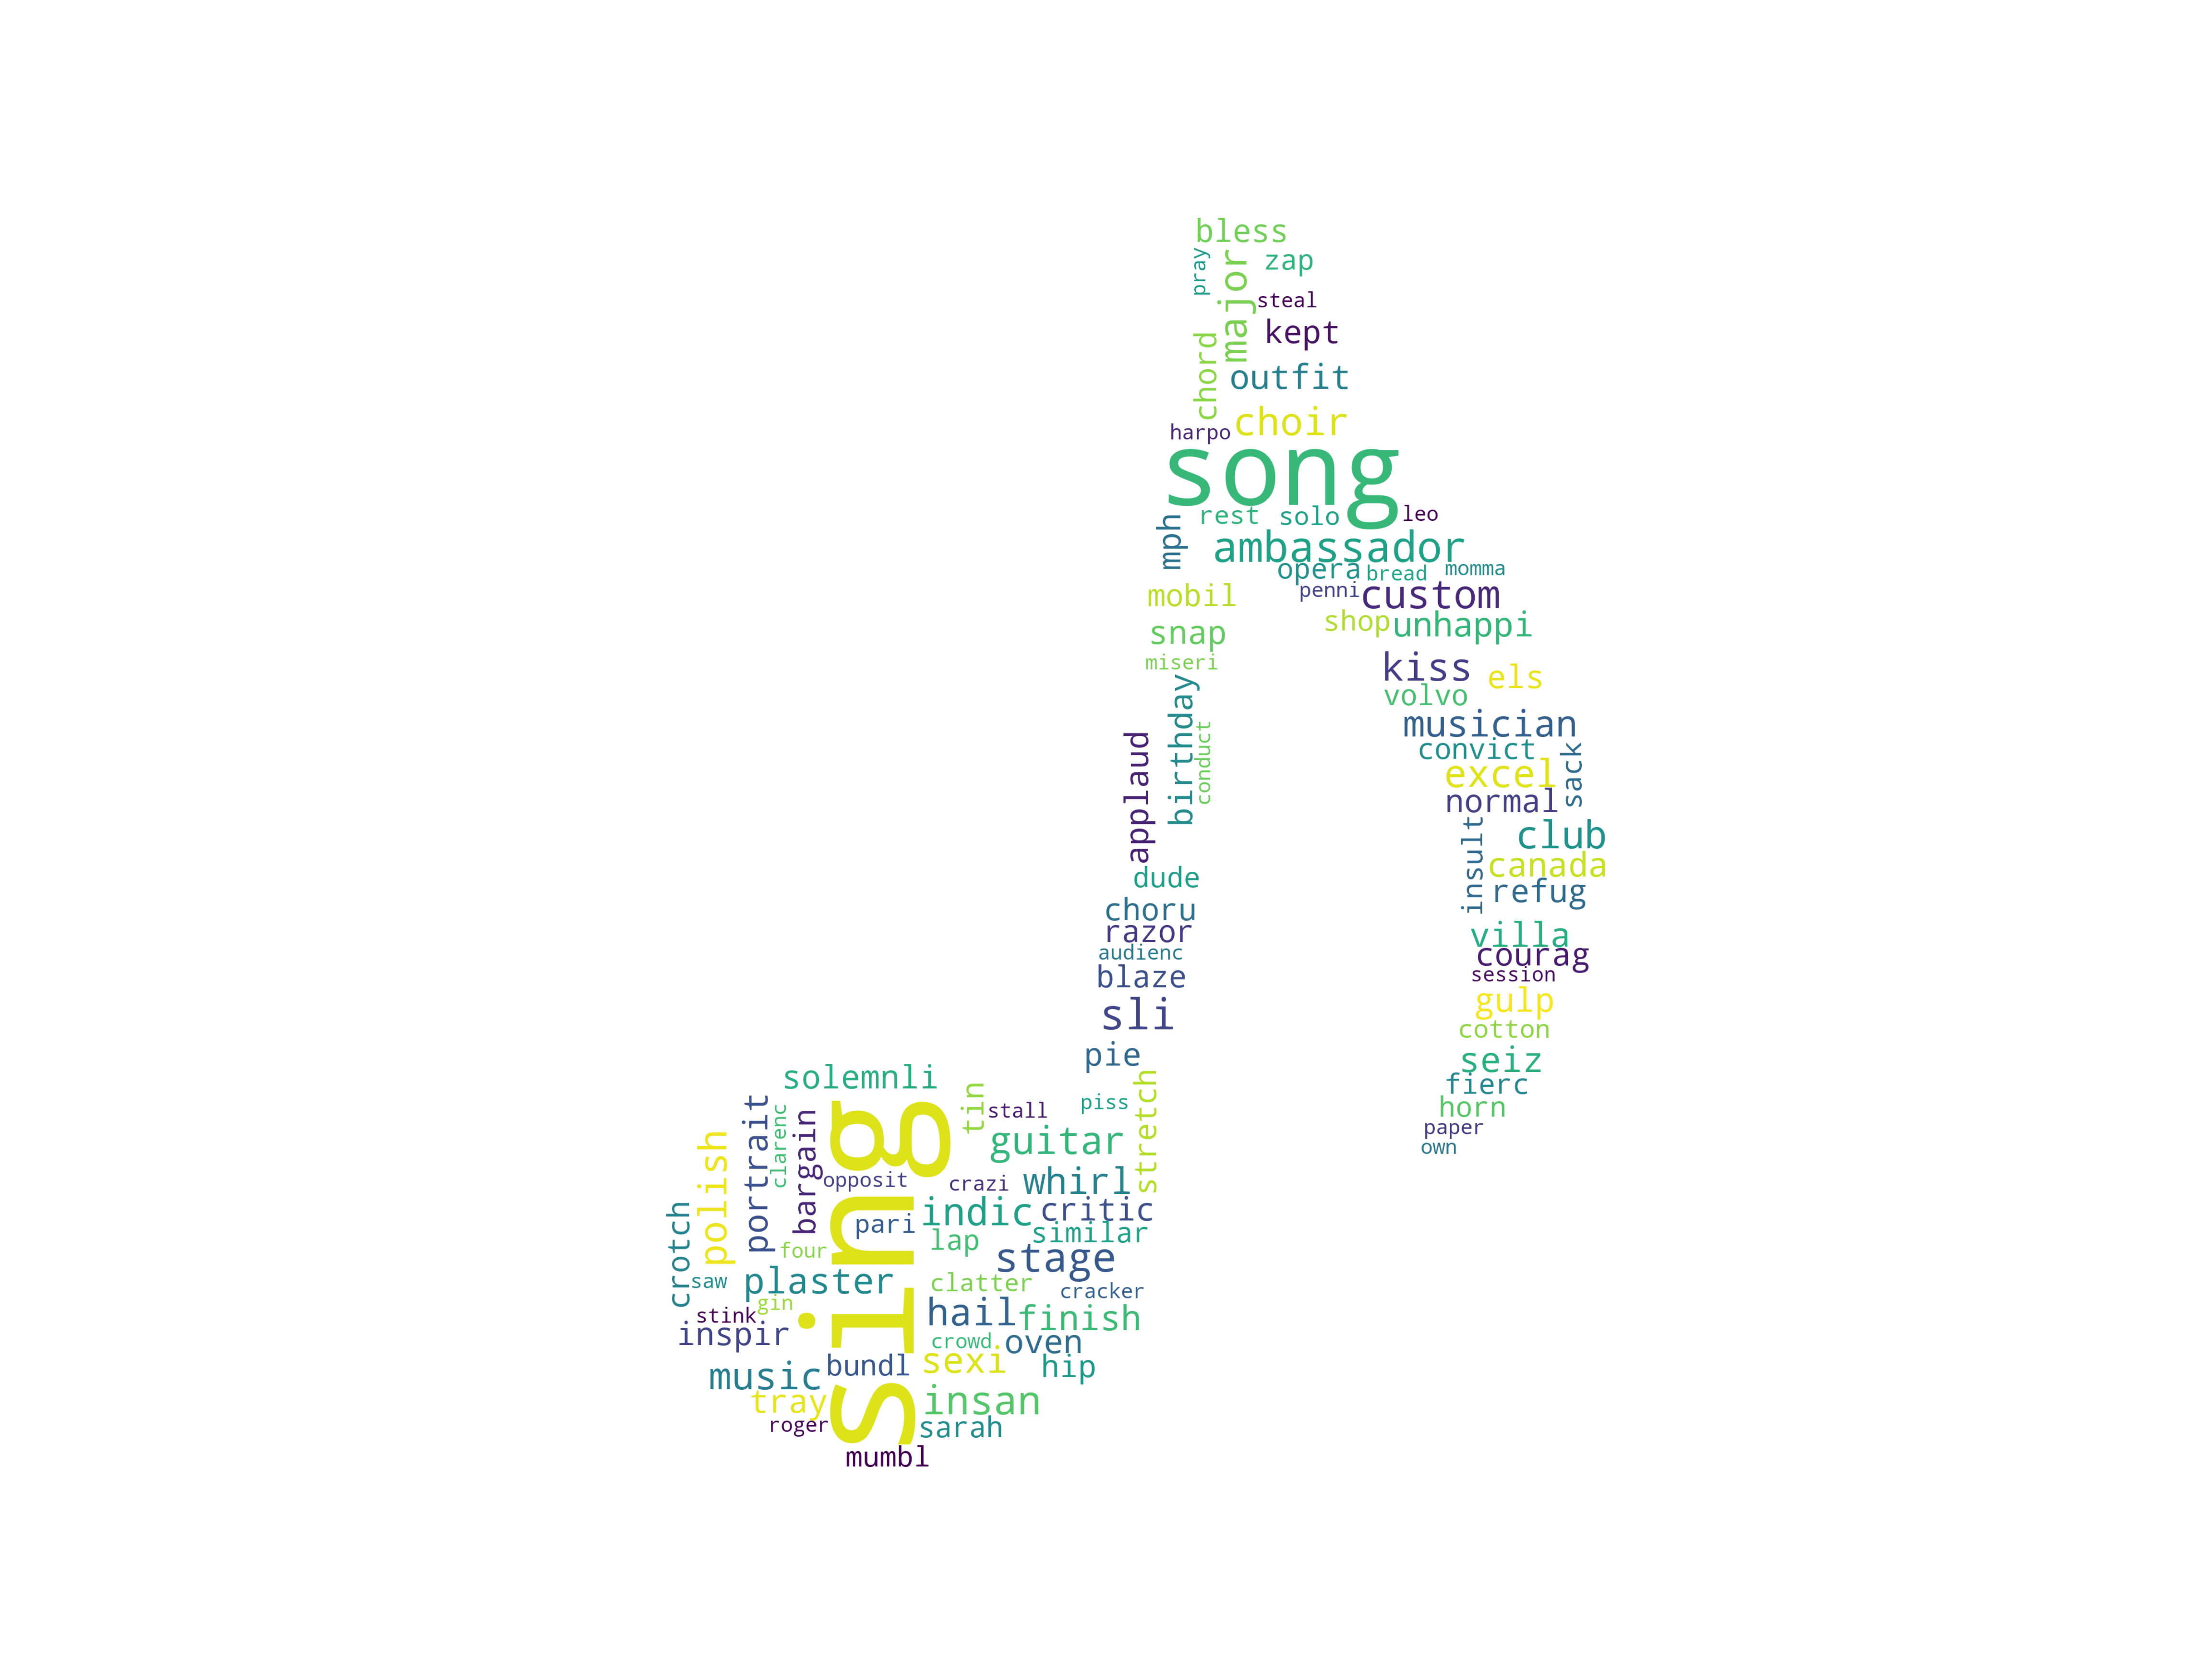 bless
pray
zap
major
steal
kept
chord
outfit
choir
harpo
song
mph
rest
solo
leo
ambassador
opera
bread
momma
penni
custom
mobil
shop
unhappi
snap
miseri
kiss
els
volvo
birthday
musician
conduct
applaud
convict
sack
excel
normal
insult
club
canada
dude
refug
choru
razor
villa
audienc
courag
blaze
session
sli
gulp
cotton
pie
seiz
fierc
solemnli
horn
paper
own
tin
stall
piss
stretch
portrait
clarenc
bargain
sing
guitar
polish
opposit
crazi
whirl
crotch
pari
indic
critic
similar
four
lap
stage
saw
plaster
clatter
cracker
gin
stink
hail
finish
inspir
crowd
oven
music
bundl
sexi
hip
tray
insan
roger
sarah
mumbl